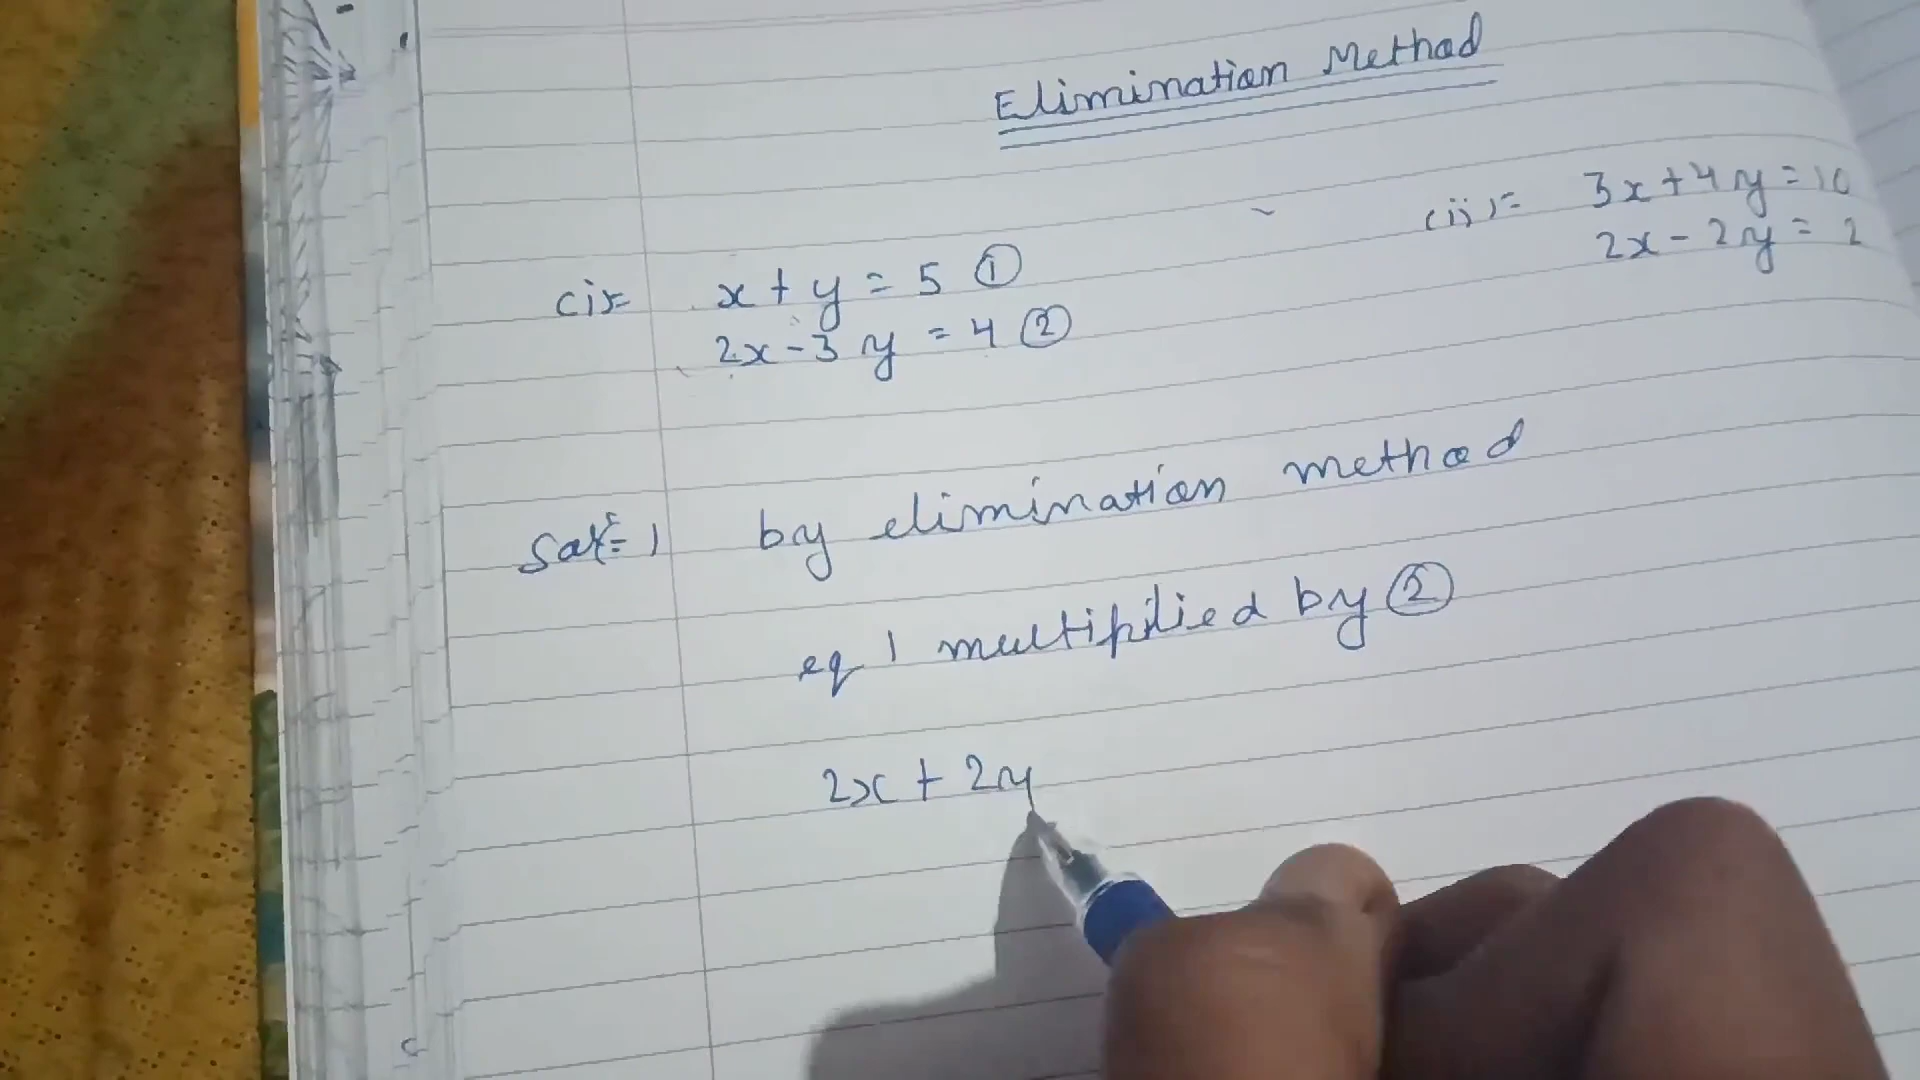 Elimination Method
(i)= x + y = 5 ①
2x - 3y = 4 ②
(ii)= 3x + 4y = 10
2x - 2y = 2
Sol= 1 by elimination method
eq 1 multiplied by ②
2x + 2y